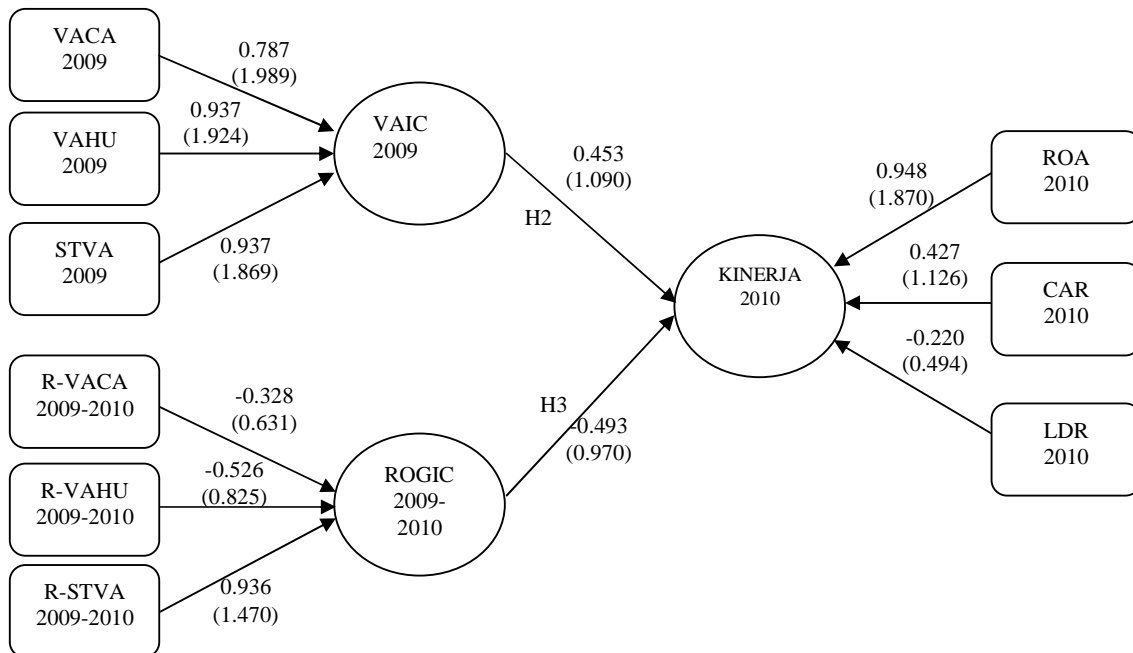 VACA
2009
0.787
(1.989)
VAHU
2009
0.937
(1.924)
STVA
2009
0.937
(1.869)
VAIC
2009
0.453
(1.090)
H2
R-VACA
2009-2010
-0.328
(0.631)
R-VAHU
2009-2010
-0.526
(0.825)
R-STVA
2009-2010
0.936
(1.470)
ROGIC
2009-
2010
H3
-0.493
(0.970)
KINERJA
2010
0.948
(1.870)
ROA
2010
0.427
(1.126)
CAR
2010
-0.220
(0.494)
LDR
2010